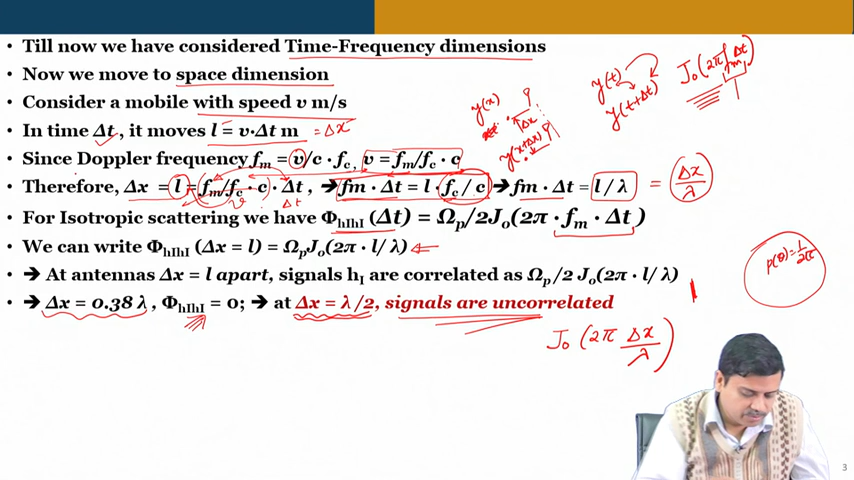 • Till now we have considered Time-Frequency dimensions
• Now we move to space dimension
• Consider a mobile with speed v m/s
• In time Δt, it moves l = v·Δt m = Δx
• Since Doppler frequency fm = v/c · fc, v = fm/fc · c
• Therefore, Δx = l = (fm/fc · c) · Δt, ➔ fm · Δt = l · fc / c ➔ fm · Δt = l / λ = (Δx/λ)
v Δt
• For Isotropic scattering we have ΦhIhI (Δt) = Ωp/2J₀(2π · fm · Δt)
• We can write ΦhIhI (Δx = l) = ΩpJ₀(2π · l/λ)
• ➔ At antennas Δx = l apart, signals hI are correlated as Ωp/2 J₀(2π · l/λ)
• ➔ Δx = 0.38 λ, ΦhIhI = 0; ➔ at Δx = λ/2, signals are uncorrelated
y(t)
y(t+Δt)
J₀(2π fm Δt)
y(x)
Δx
y(x+Δx)
p(θ)=1/2π
J₀ (2π Δx/λ)
3